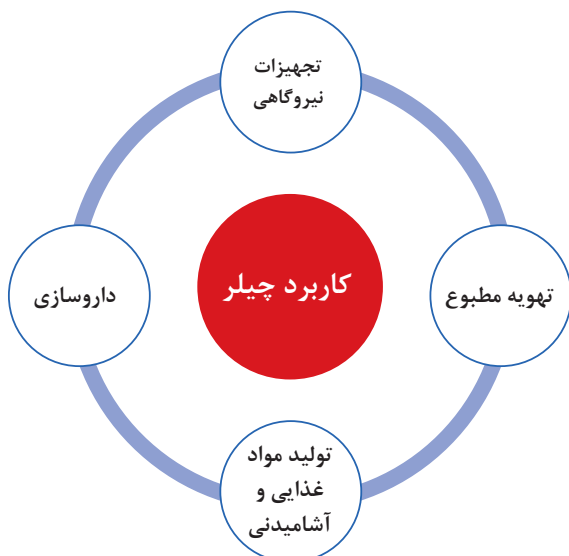 تجهیزات
نیروگاهی
کاربرد چیلر
تهویه مطبوع
داروسازی
تولید مواد
غذایی و
آشامیدنی